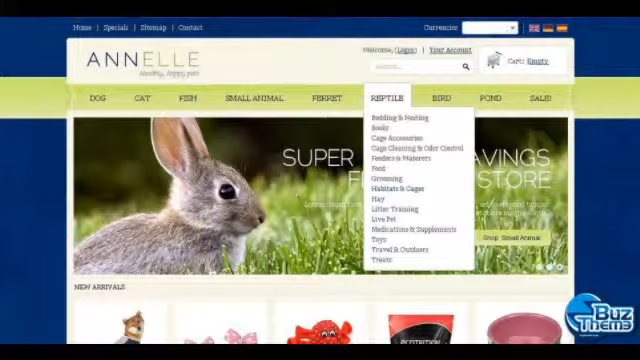 Home | Specials | Sitemap | Contact
Currencies:
ANNELLE
Healthy, happy pets
Welcome, (Login) | Your Account
Search...
Cart: Empty
DOG CAT FISH SMALL ANIMAL FERRET REPTILE BIRD POND SALE!
Bedding & Nesting
Books
Cage Accessories
Cage Cleaning & Odor Control
Feeders & Waterers
Food
Grooming
Habitats & Cages
Hay
Litter Training
Live Pet
Medications & Supplements
Toys
Travel & Outdoors
Treats
SUPER
STORE
Shop Small Animal
NEW ARRIVALS
Buz
Them3